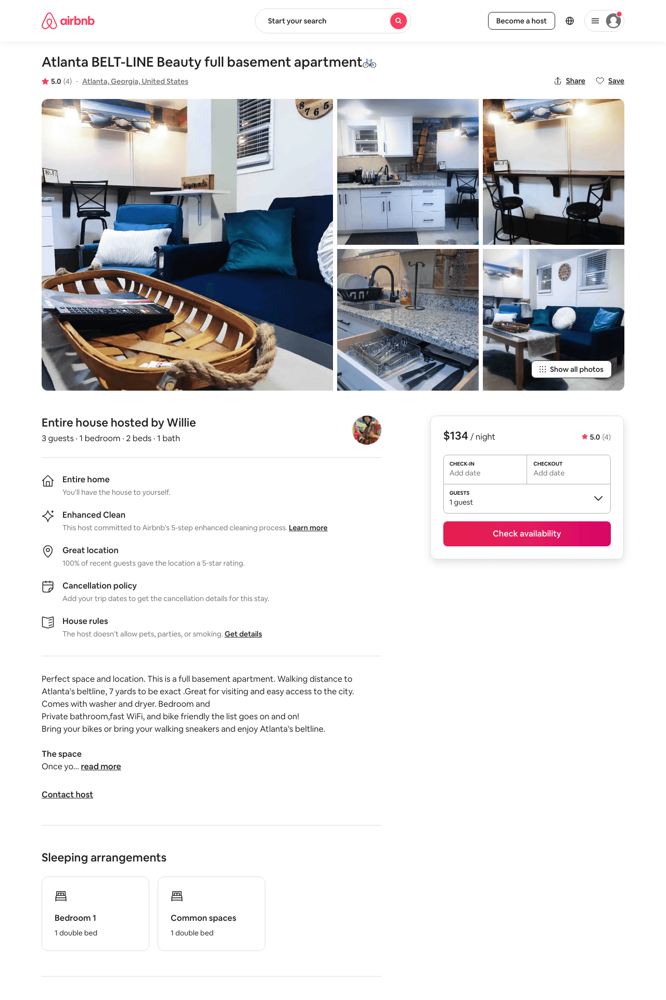 airbnb
Start your search
Become a host
Atlanta BELT-LINE Beauty full basement apartment🚲
5.0 (4) · Atlanta, Georgia, United States
Share
Save
8 7 6 5
Wi-Fi
homemade
Wi-Fi
Wi-Fi
Show all photos
Entire house hosted by Willie
3 guests · 1 bedroom · 2 beds · 1 bath
$134 / night
5.0 (4)
CHECK-IN
Add date
CHECKOUT
Add date
GUESTS
1 guest
Check availability
Entire home
You’ll have the house to yourself.
Enhanced Clean
This host committed to Airbnb's 5-step enhanced cleaning process. Learn more
Great location
100% of recent guests gave the location a 5-star rating.
Cancellation policy
Add your trip dates to get the cancellation details for this stay.
House rules
The host doesn’t allow pets, parties, or smoking. Get details
Perfect space and location. This is a full basement apartment. Walking distance to
Atlanta’s beltline, 7 yards to be exact .Great for visiting and easy access to the city.
Comes with washer and dryer. Bedroom and
Private bathroom,fast WiFi, and bike friendly the list goes on and on!
Bring your bikes or bring your walking sneakers and enjoy Atlanta’s beltline.
The space
Once yo... read more
Contact host
Sleeping arrangements
Bedroom 1
1 double bed
Common spaces
1 double bed